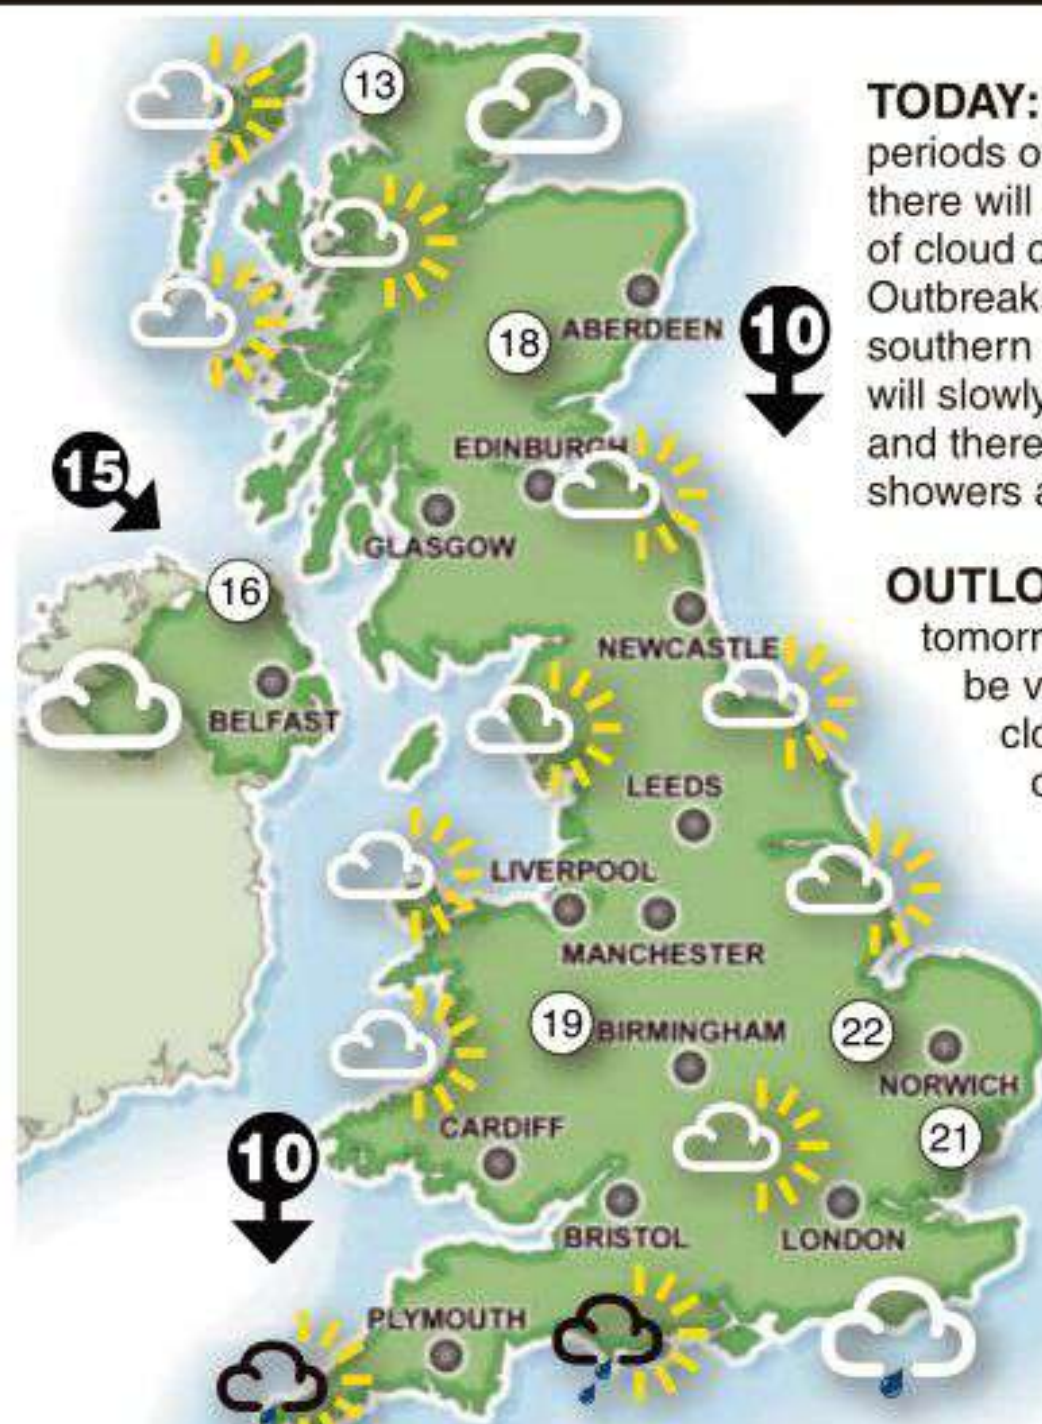 13
TODAY:
periods o
there will
of cloud c
Outbreak
southern
will slowly
and there
showers a
18
ABERDEEN
10
EDINBURGH
15
GLASGOW
16
OUTLO
tomorr
be v
clo
NEWCASTLE
BELFAST
LEEDS
LIVERPOOL
MANCHESTER
19
BIRMINGHAM
22
NORWICH
CARDIFF
21
10
BRISTOL
LONDON
PLYMOUTH